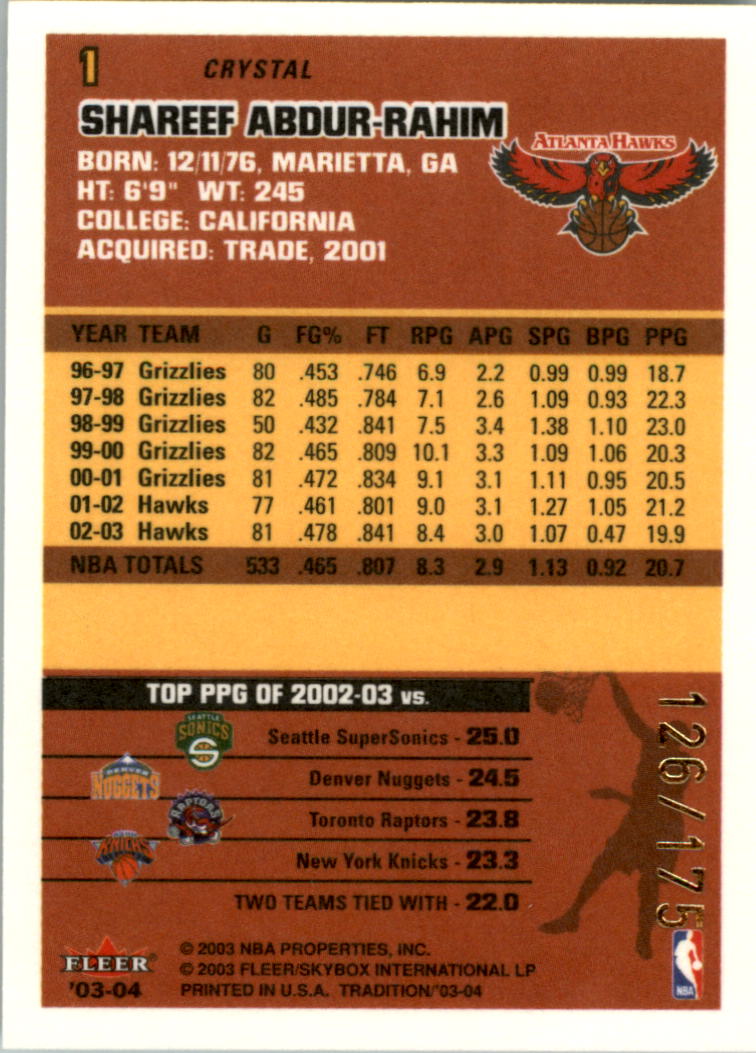 1 CRYSTAL
SHAREEF ABDUR-RAHIM
ATLANTA HAWKS
BORN: 12/11/76, MARIETTA, GA
HT: 6'9" WT: 245
COLLEGE: CALIFORNIA
ACQUIRED: TRADE, 2001
YEAR TEAM G FG% FT RPG APG SPG BPG PPG
96-97 Grizzlies 80 .453 .746 6.9 2.2 0.99 0.99 18.7
97-98 Grizzlies 82 .485 .784 7.1 2.6 1.09 0.93 22.3
98-99 Grizzlies 50 .432 .841 7.5 3.4 1.38 1.10 23.0
99-00 Grizzlies 82 .465 .809 10.1 3.3 1.09 1.06 20.3
00-01 Grizzlies 81 .472 .834 9.1 3.1 1.11 0.95 20.5
01-02 Hawks 77 .461 .801 9.0 3.1 1.27 1.05 21.2
02-03 Hawks 81 .478 .841 8.4 3.0 1.07 0.47 19.9
NBA TOTALS 533 .465 .807 8.3 2.9 1.13 0.92 20.7
TOP PPG OF 2002-03 vs.
SEATTLE
SONICS
Seattle SuperSonics - 25.0
DENVER
NUGGETS
Denver Nuggets - 24.5
RAPTORS
Toronto Raptors - 23.8
KNICKS
New York Knicks - 23.3
TWO TEAMS TIED WITH - 22.0
126/175
FLEER
'03-04
© 2003 NBA PROPERTIES, INC.
© 2003 FLEER/SKYBOX INTERNATIONAL LP
PRINTED IN U.S.A. TRADITION/'03-04
NBA